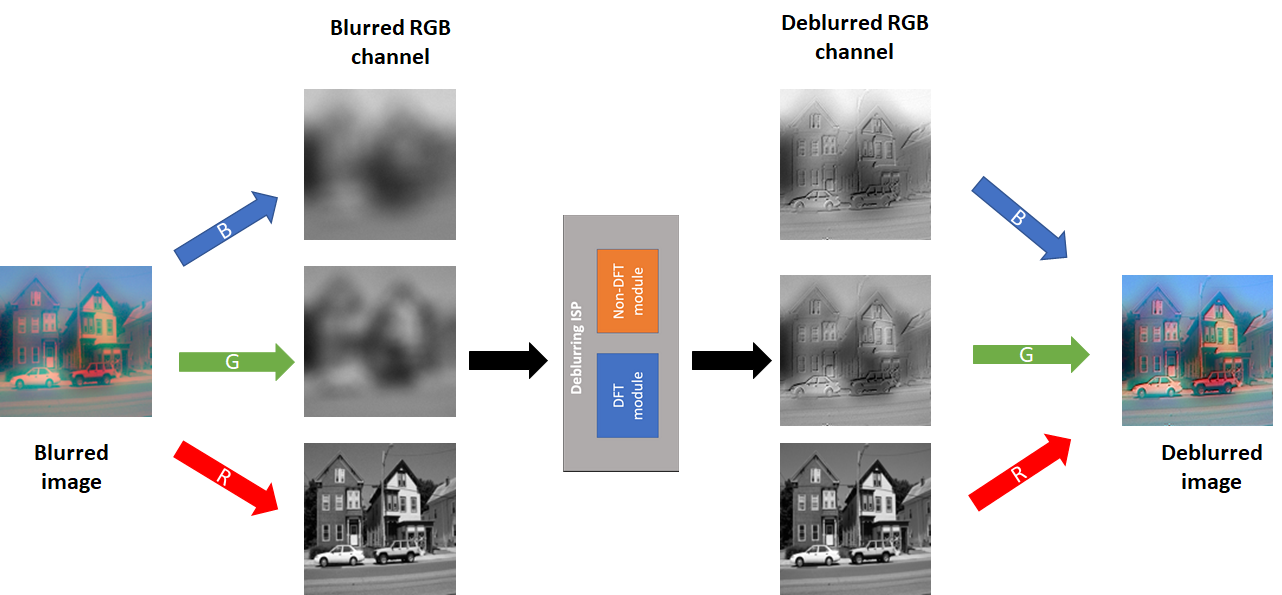 Blurred RGB
channel
Deblurred RGB
channel
B
B
G
G
R
R
Blurred
image
Deblurring ISP
Non-DFT
module
DFT
module
Deblurred
image